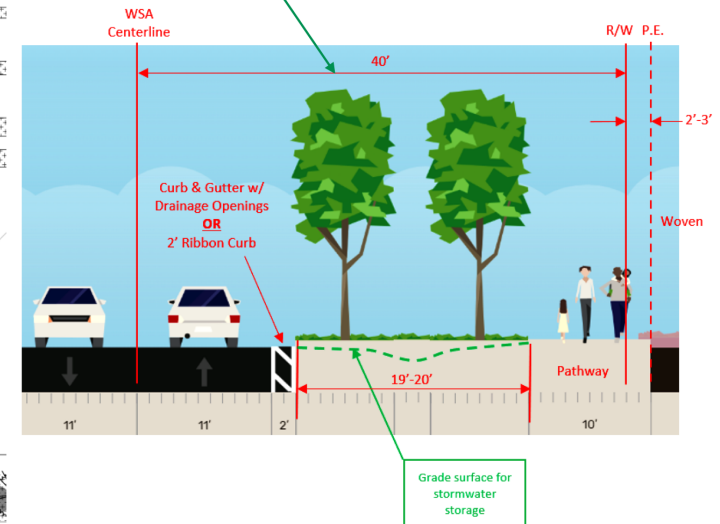 WSA
Centerline
R/W P.E.
40'
2'-3'
Curb & Gutter w/
Drainage Openings
OR
2' Ribbon Curb
Woven
Pathway
19'-20'
11'
11'
2'
10'
Grade surface for
stormwater
storage